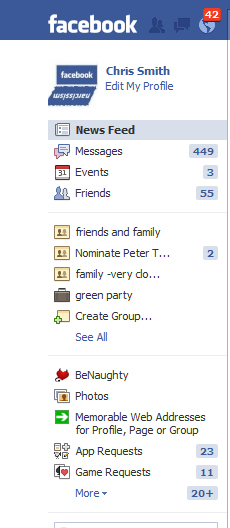 facebook
42
facebook
narcissism
Chris Smith
Edit My Profile
News Feed
Messages 449
31 Events 3
Friends 55
friends and family
Nominate Peter T... 2
family -very clo...
green party
Create Group...
See All
BeNaughty
Photos
Memorable Web Addresses
for Profile, Page or Group
App Requests 23
Game Requests 11
More 20+